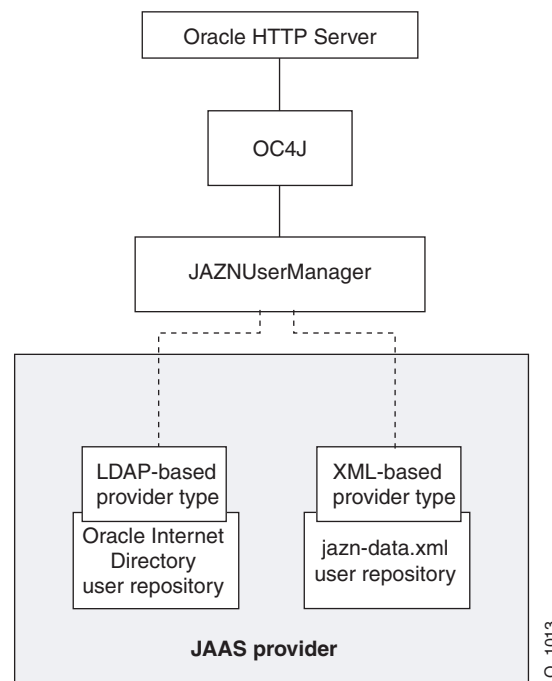 Oracle HTTP Server
OC4J
JAZNUserManager
LDAP-based
provider type
Oracle Internet
Directory
user repository
XML-based
provider type
jazn-data.xml
user repository
JAAS provider
O_1013